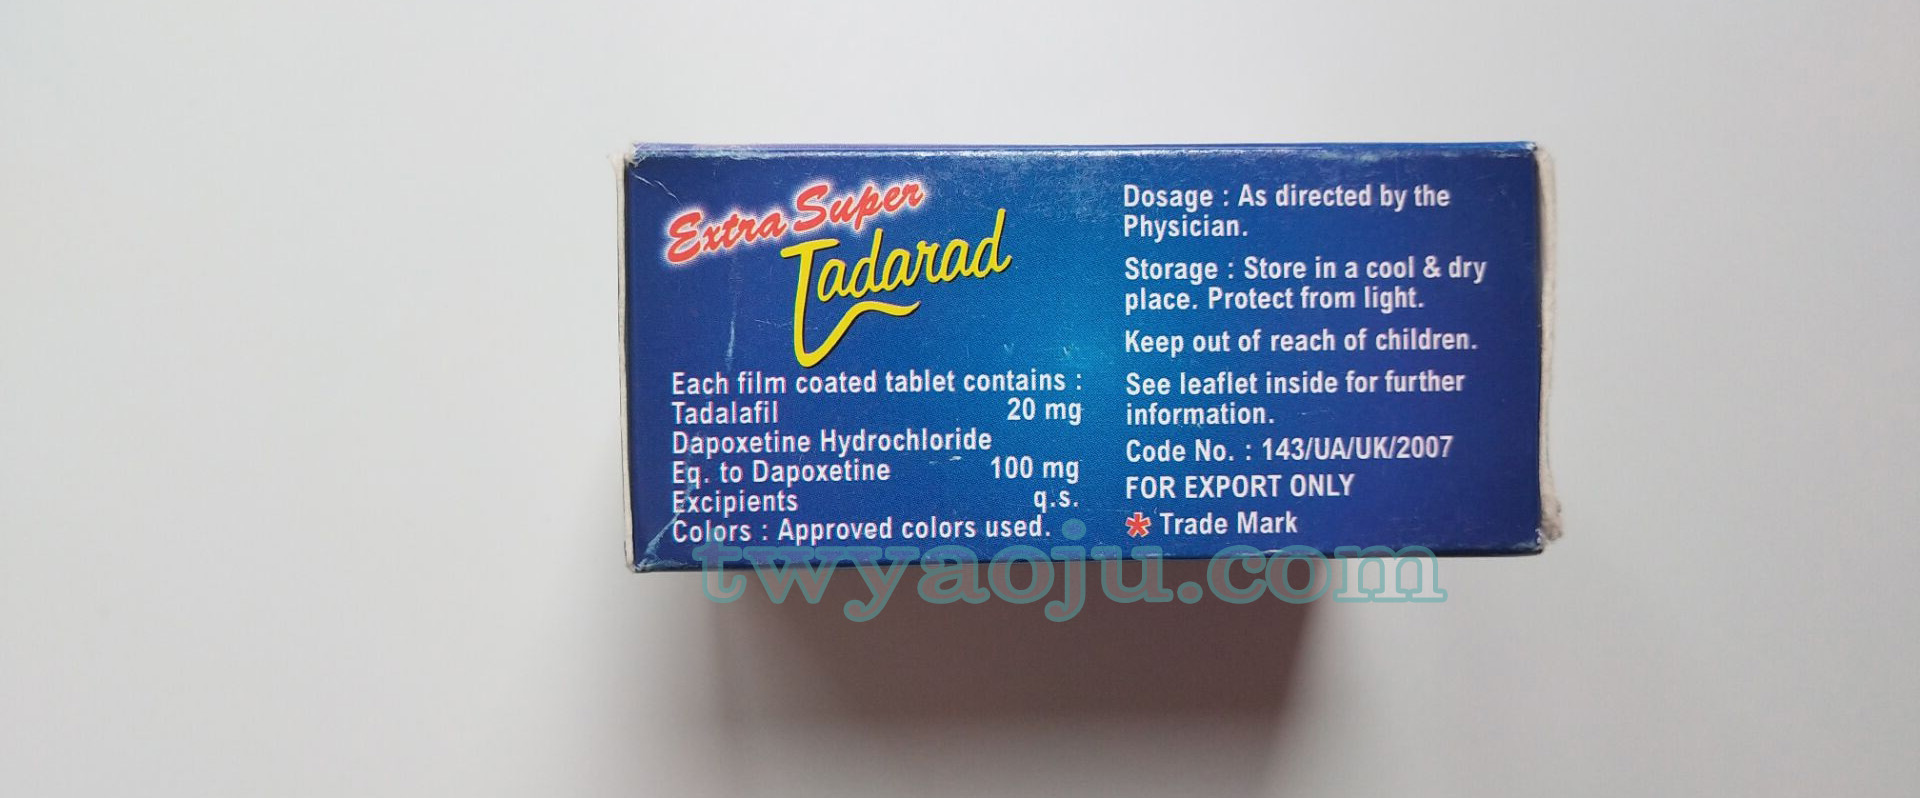 Extra Super
Tadarad
Each film coated tablet contains :
Tadalafil 20 mg
Dapoxetine Hydrochloride
Eq. to Dapoxetine 100 mg
Excipients q.s.
Colors : Approved colors used.
Dosage : As directed by the
Physician.
Storage : Store in a cool & dry
place. Protect from light.
Keep out of reach of children.
See leaflet inside for further
information.
Code No. : 143/UA/UK/2007
FOR EXPORT ONLY
* Trade Mark
twyaoju.com